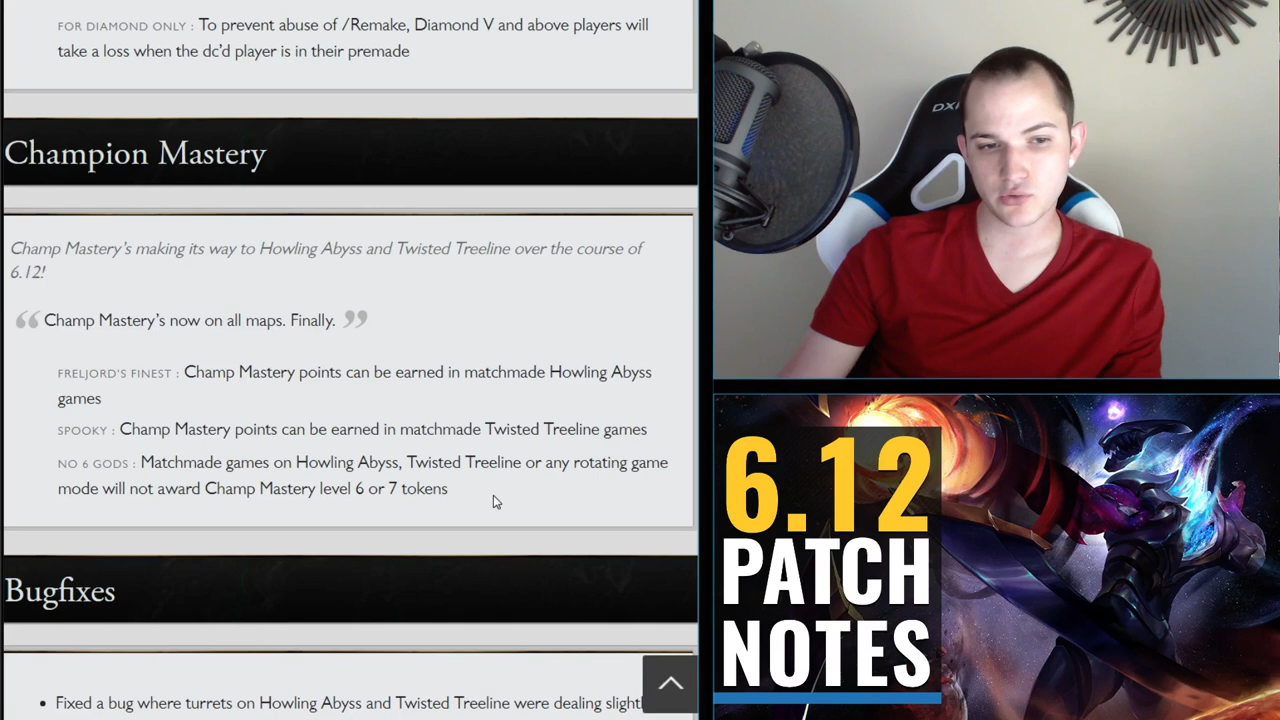 FOR DIAMOND ONLY : To prevent abuse of /Remake, Diamond V and above players will
take a loss when the dc'd player is in their premade
Champion Mastery
Champ Mastery's making its way to Howling Abyss and Twisted Treeline over the course of
6.12!
“ Champ Mastery's now on all maps. Finally. ”
FRELJORD'S FINEST : Champ Mastery points can be earned in matchmade Howling Abyss
games
SPOOKY : Champ Mastery points can be earned in matchmade Twisted Treeline games
NO 6 GODS : Matchmade games on Howling Abyss, Twisted Treeline or any rotating game
mode will not award Champ Mastery level 6 or 7 tokens
Bugfixes
• Fixed a bug where turrets on Howling Abyss and Twisted Treeline were dealing
6.12
PATCH
NOTES